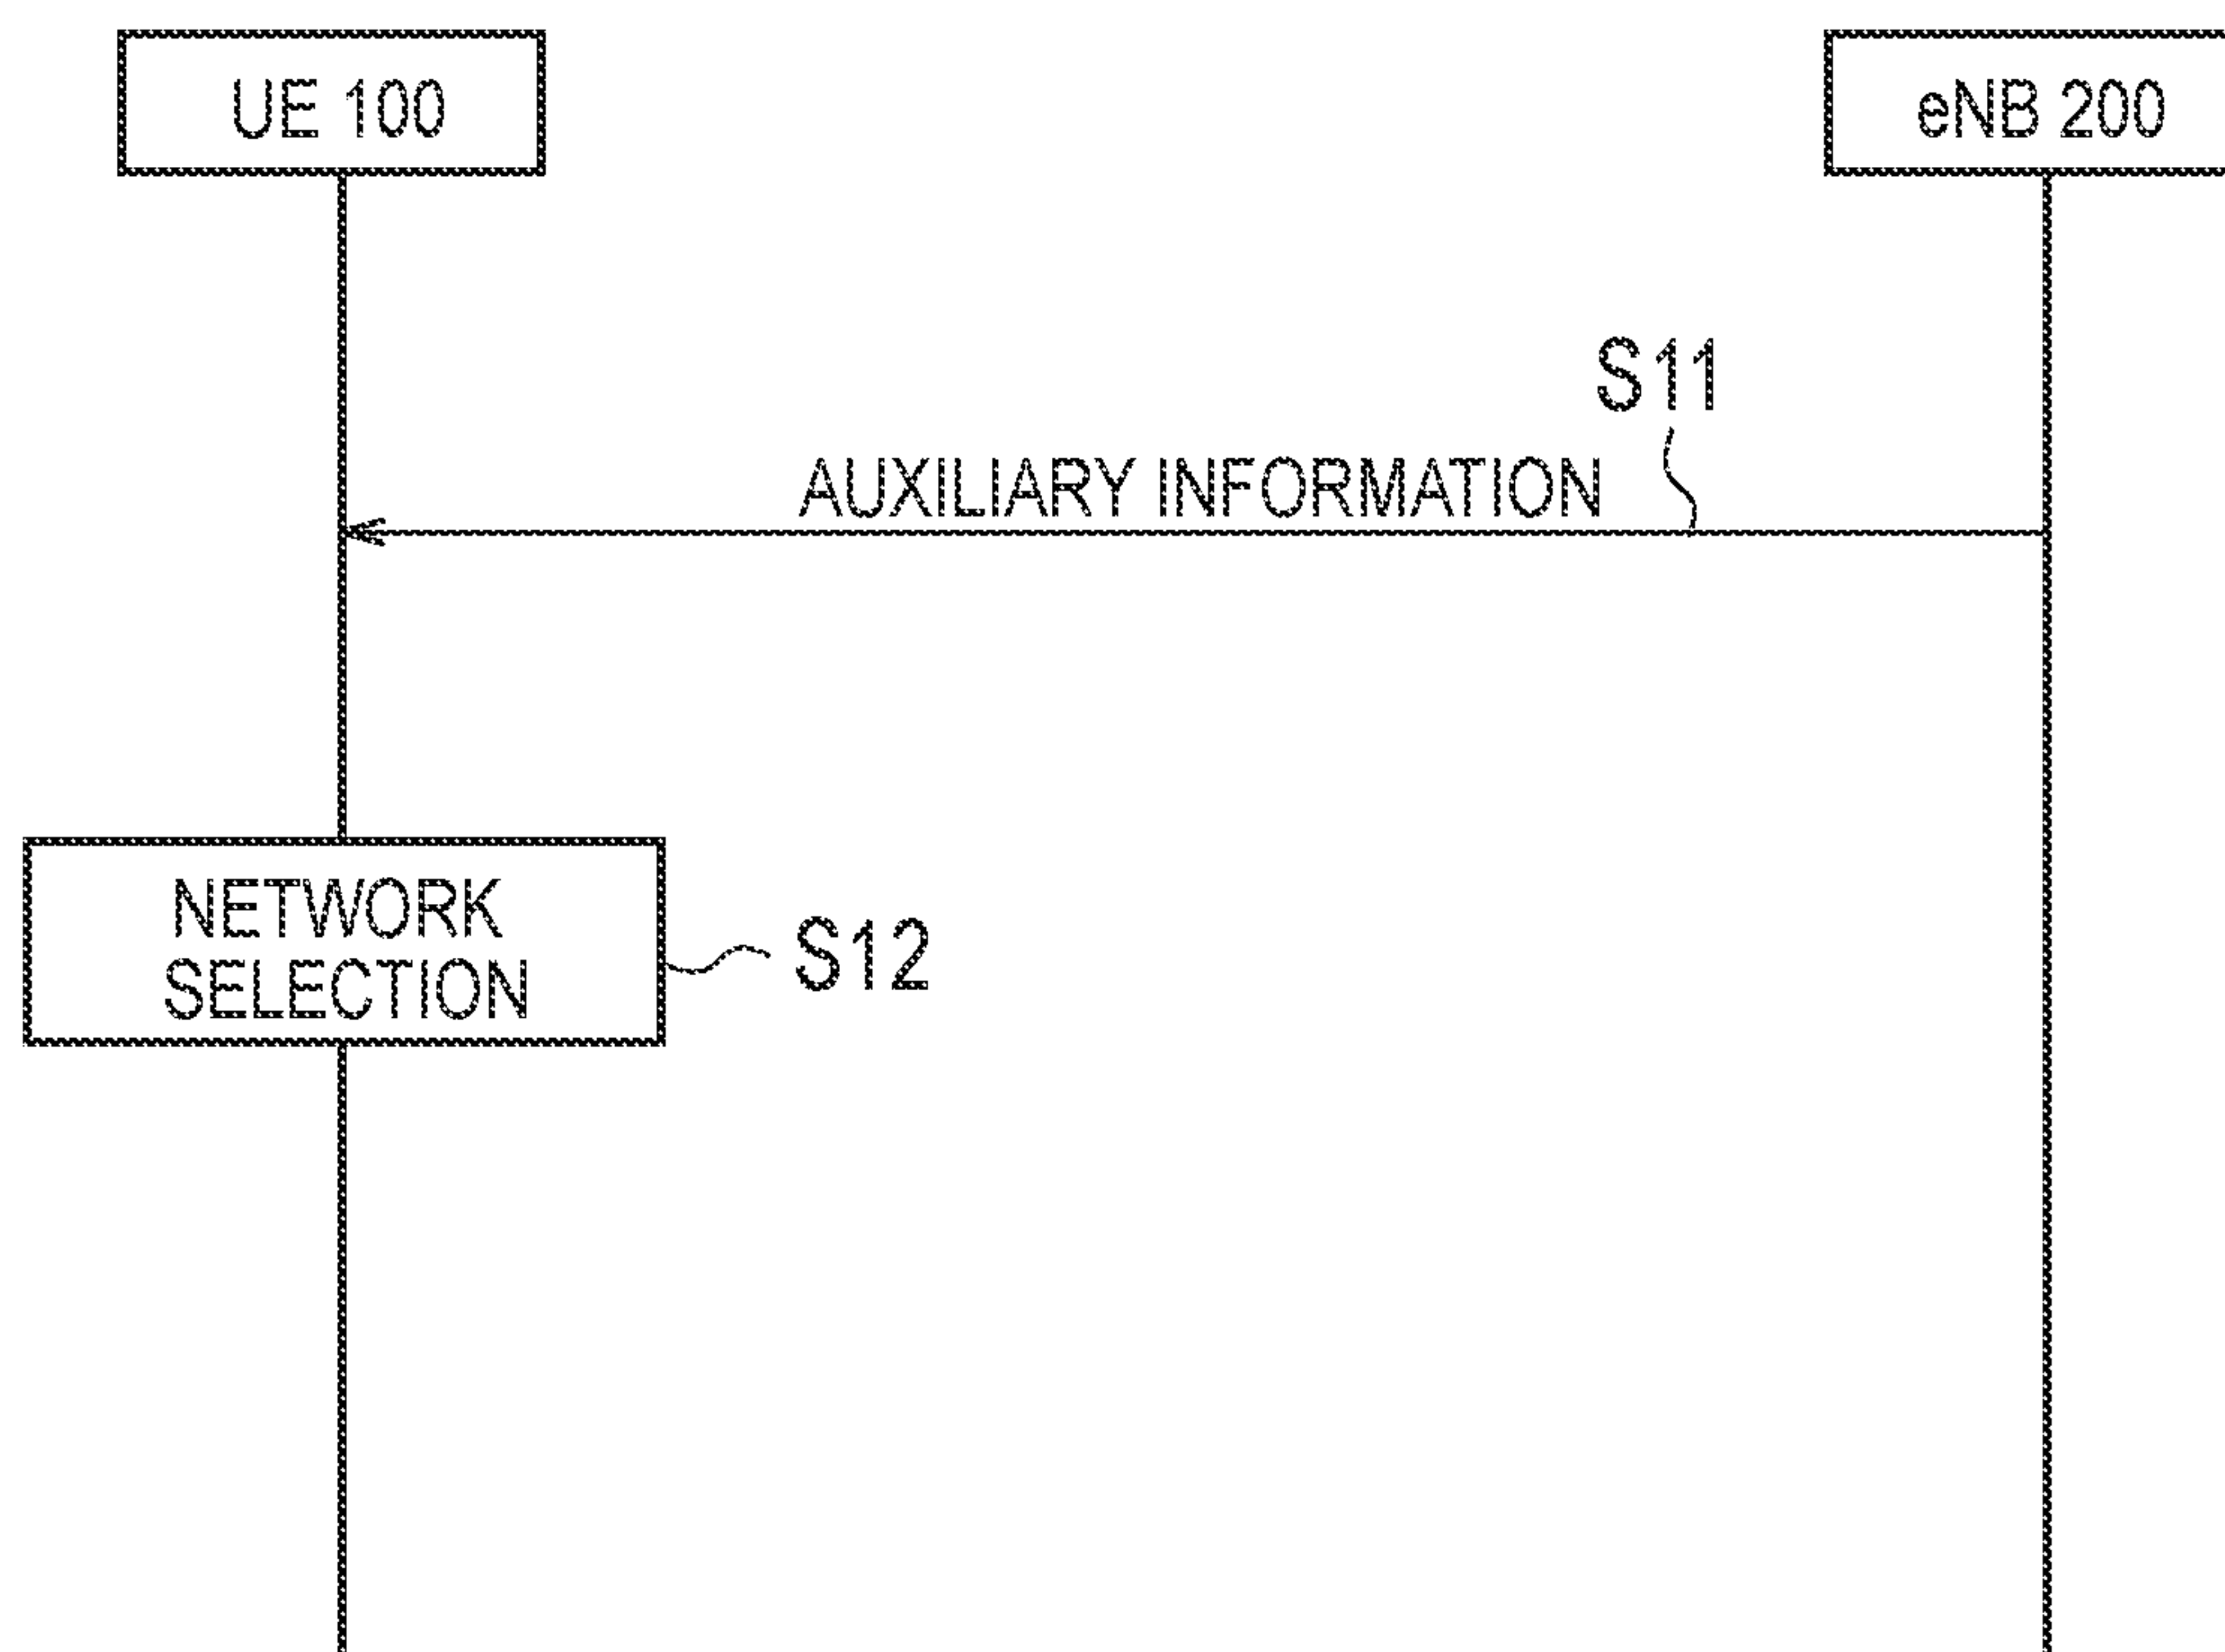 UE 100
eNB 200
S11
AUXILIARY INFORMATION
NETWORK
SELECTION
S12